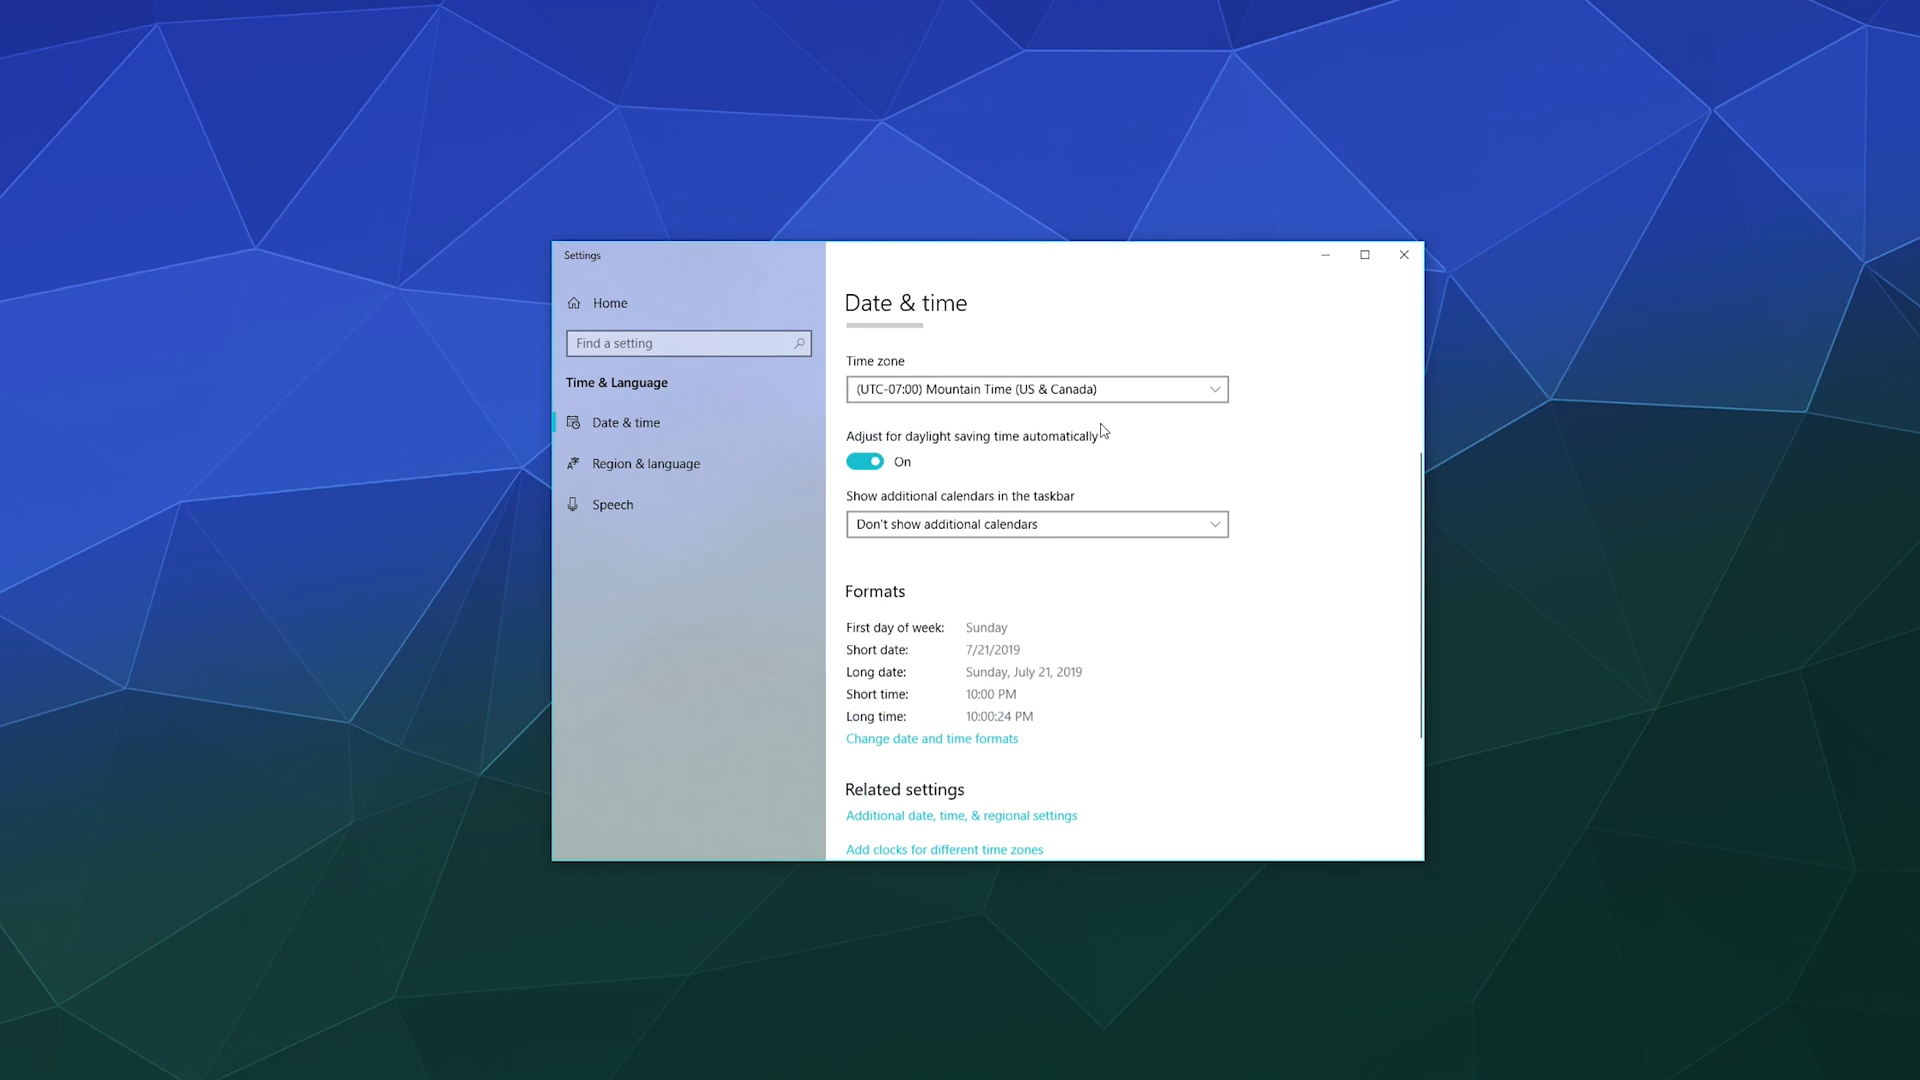 Settings
Home
Find a setting
Time & Language
Date & time
Region & language
Speech
Date & time
Time zone
(UTC-07:00) Mountain Time (US & Canada)
Adjust for daylight saving time automatically
On
Show additional calendars in the taskbar
Don't show additional calendars
Formats
First day of week: Sunday
Short date: 7/21/2019
Long date: Sunday, July 21, 2019
Short time: 10:00 PM
Long time: 10:00:24 PM
Change date and time formats
Related settings
Additional date, time, & regional settings
Add clocks for different time zones